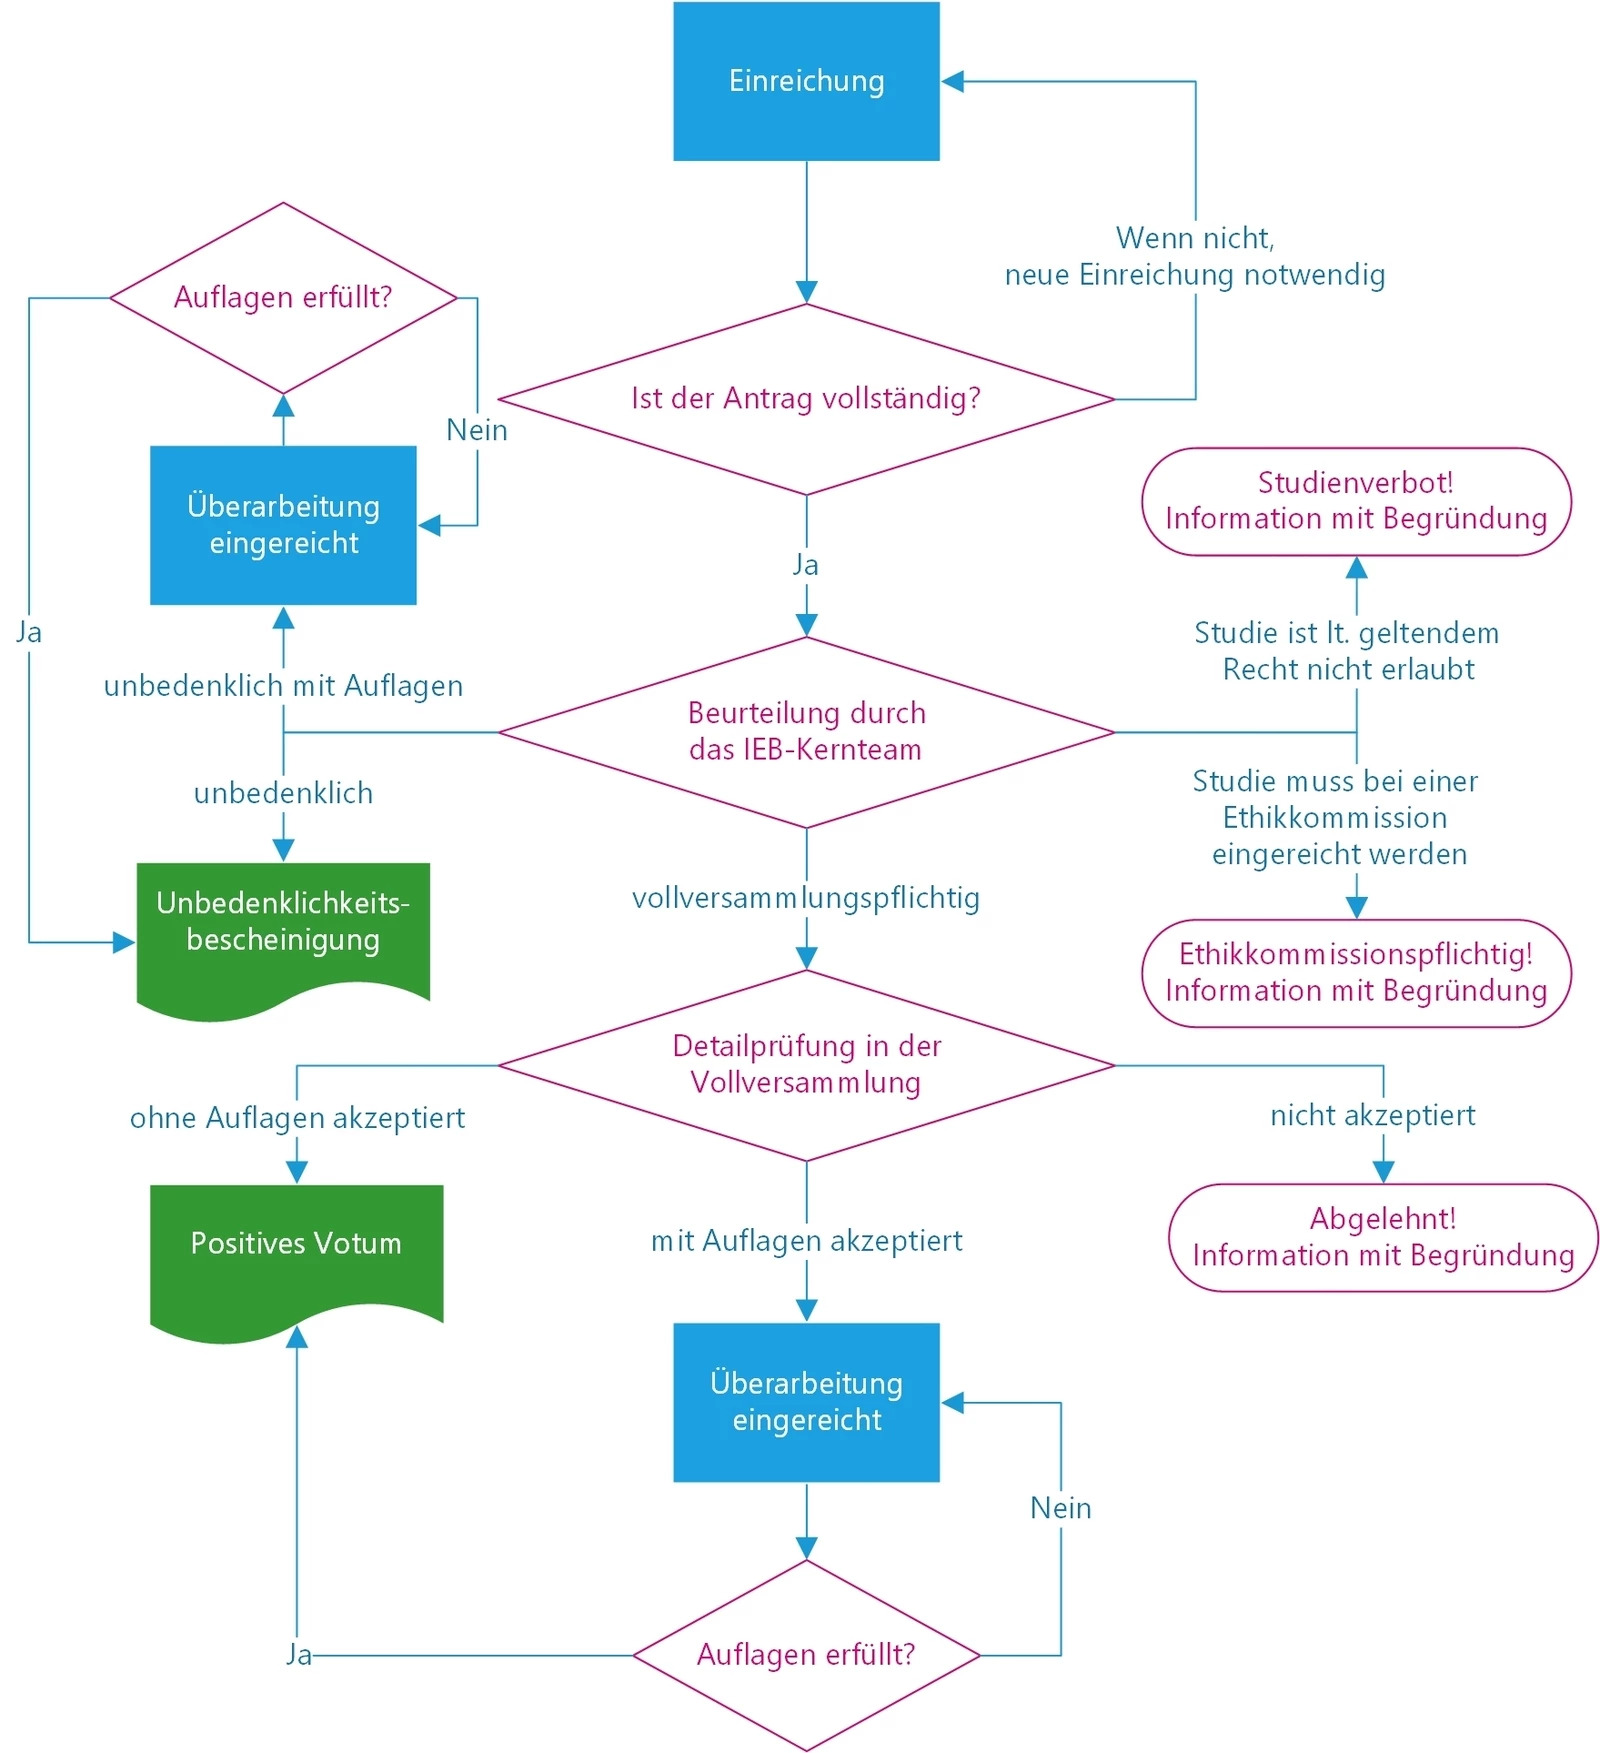 Einreichung
Wenn nicht,
neue Einreichung notwendig
Auflagen erfüllt?
Ist der Antrag vollständig?
Nein
Überarbeitung
eingereicht
Studienverbot!
Information mit Begründung
Ja
Ja
Studie ist lt. geltendem
Recht nicht erlaubt
unbedenklich mit Auflagen
Beurteilung durch
das IEB-Kernteam
unbedenklich
Studie muss bei einer
Ethikkommission
eingereicht werden
vollversammlungspflichtig
Unbedenklichkeits-
bescheinigung
Ethikkommissionspflichtig!
Information mit Begründung
Detailprüfung in der
Vollversammlung
ohne Auflagen akzeptiert
nicht akzeptiert
Positives Votum
mit Auflagen akzeptiert
Abgelehnt!
Information mit Begründung
Überarbeitung
eingereicht
Nein
Ja
Auflagen erfüllt?